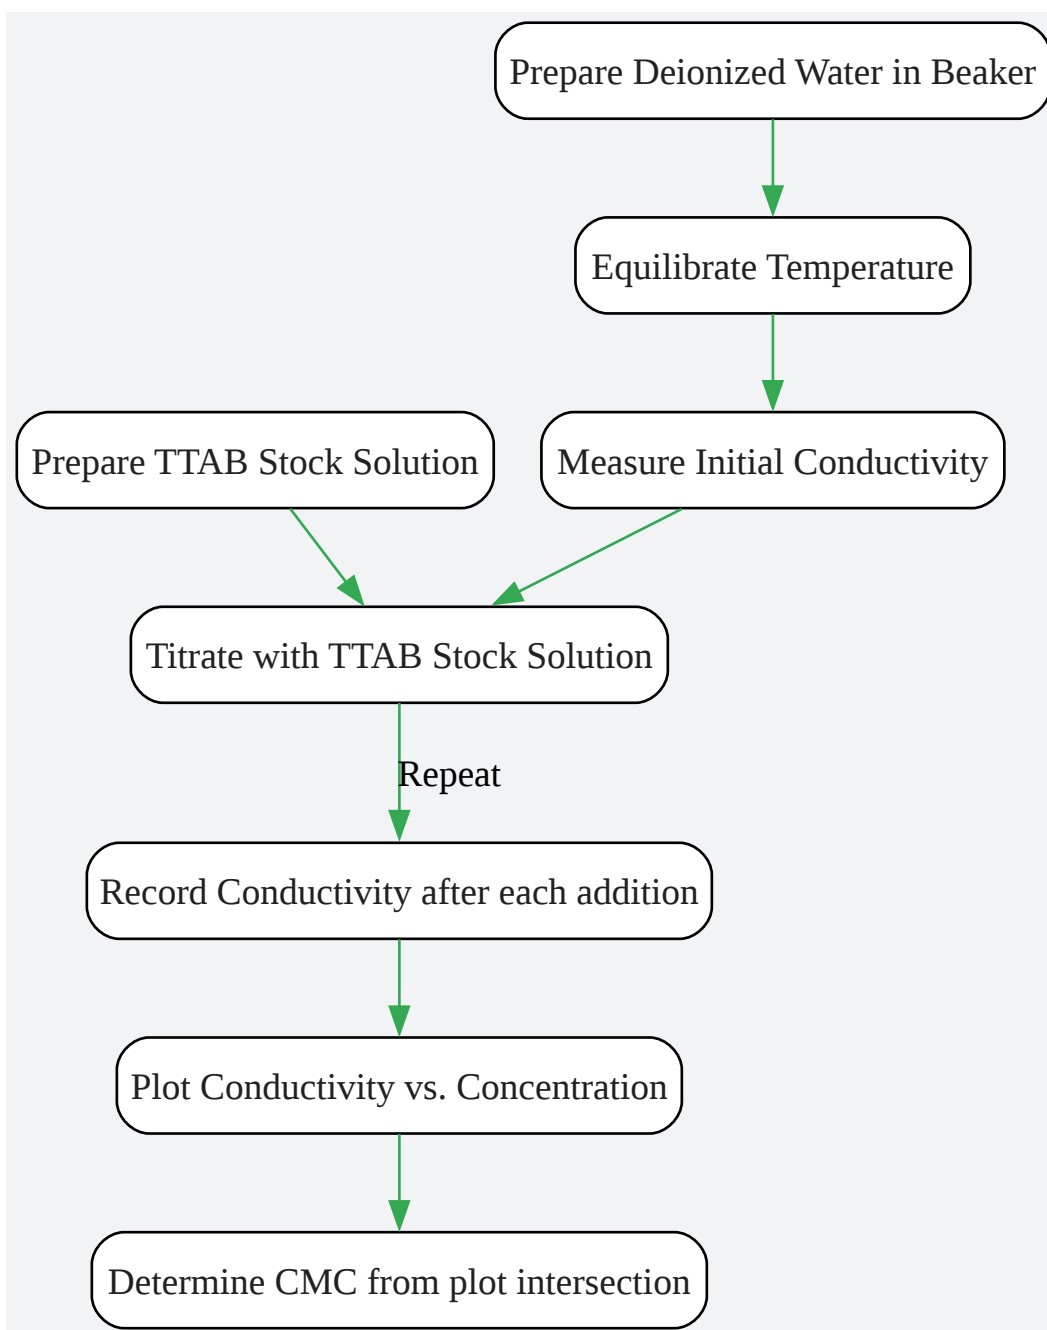 Prepare Deionized Water in Beaker
Equilibrate Temperature
Prepare TTAB Stock Solution
Measure Initial Conductivity
Titrate with TTAB Stock Solution
Repeat
Record Conductivity after each addition
Plot Conductivity vs. Concentration
Determine CMC from plot intersection